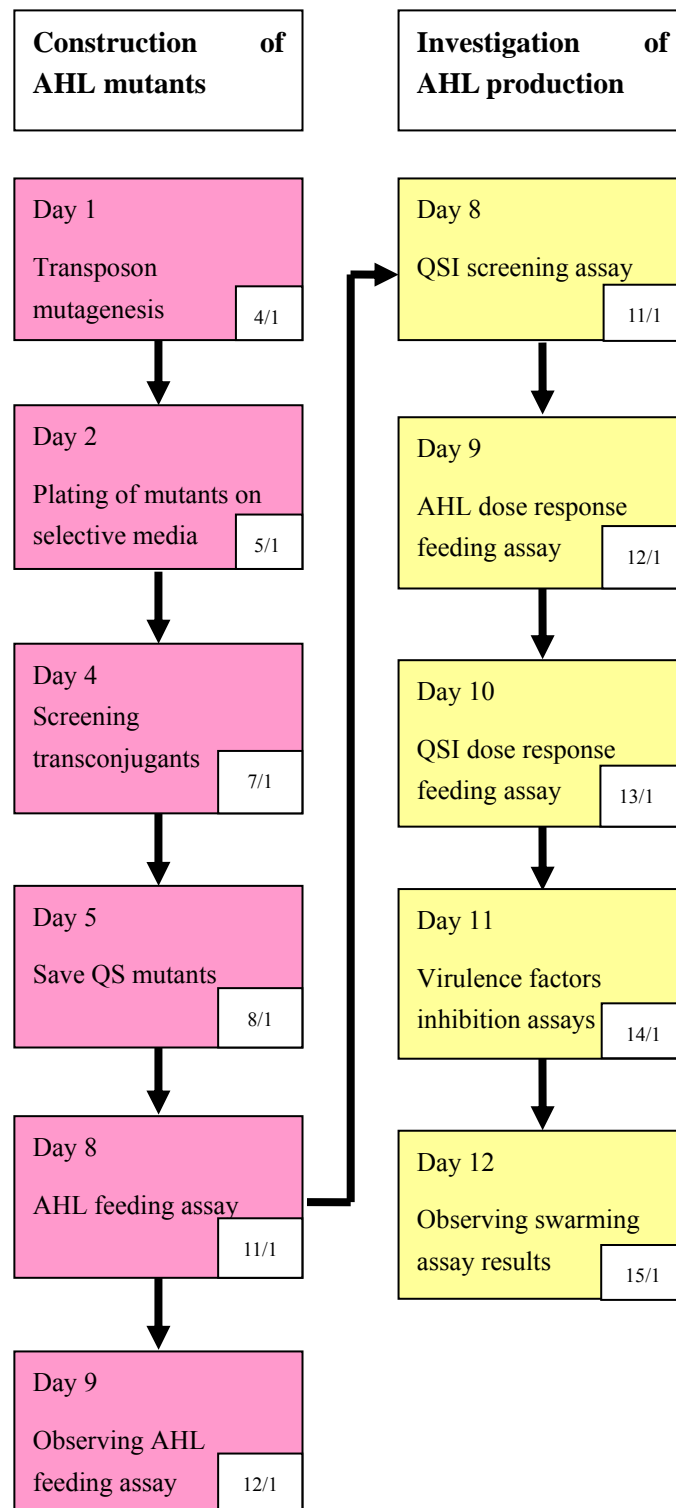 Construction of
AHL mutants
Day 1
Transposon
mutagenesis
4/1
Day 2
Plating of mutants on
selective media
5/1
Day 4
Screening
transconjugants
7/1
Day 5
Save QS mutants
8/1
Day 8
AHL feeding assay
11/1
Day 9
Observing AHL
feeding assay
12/1
Investigation of
AHL production
Day 8
QSI screening assay
11/1
Day 9
AHL dose response
feeding assay
12/1
Day 10
QSI dose response
feeding assay
13/1
Day 11
Virulence factors
inhibition assays
14/1
Day 12
Observing swarming
assay results
15/1